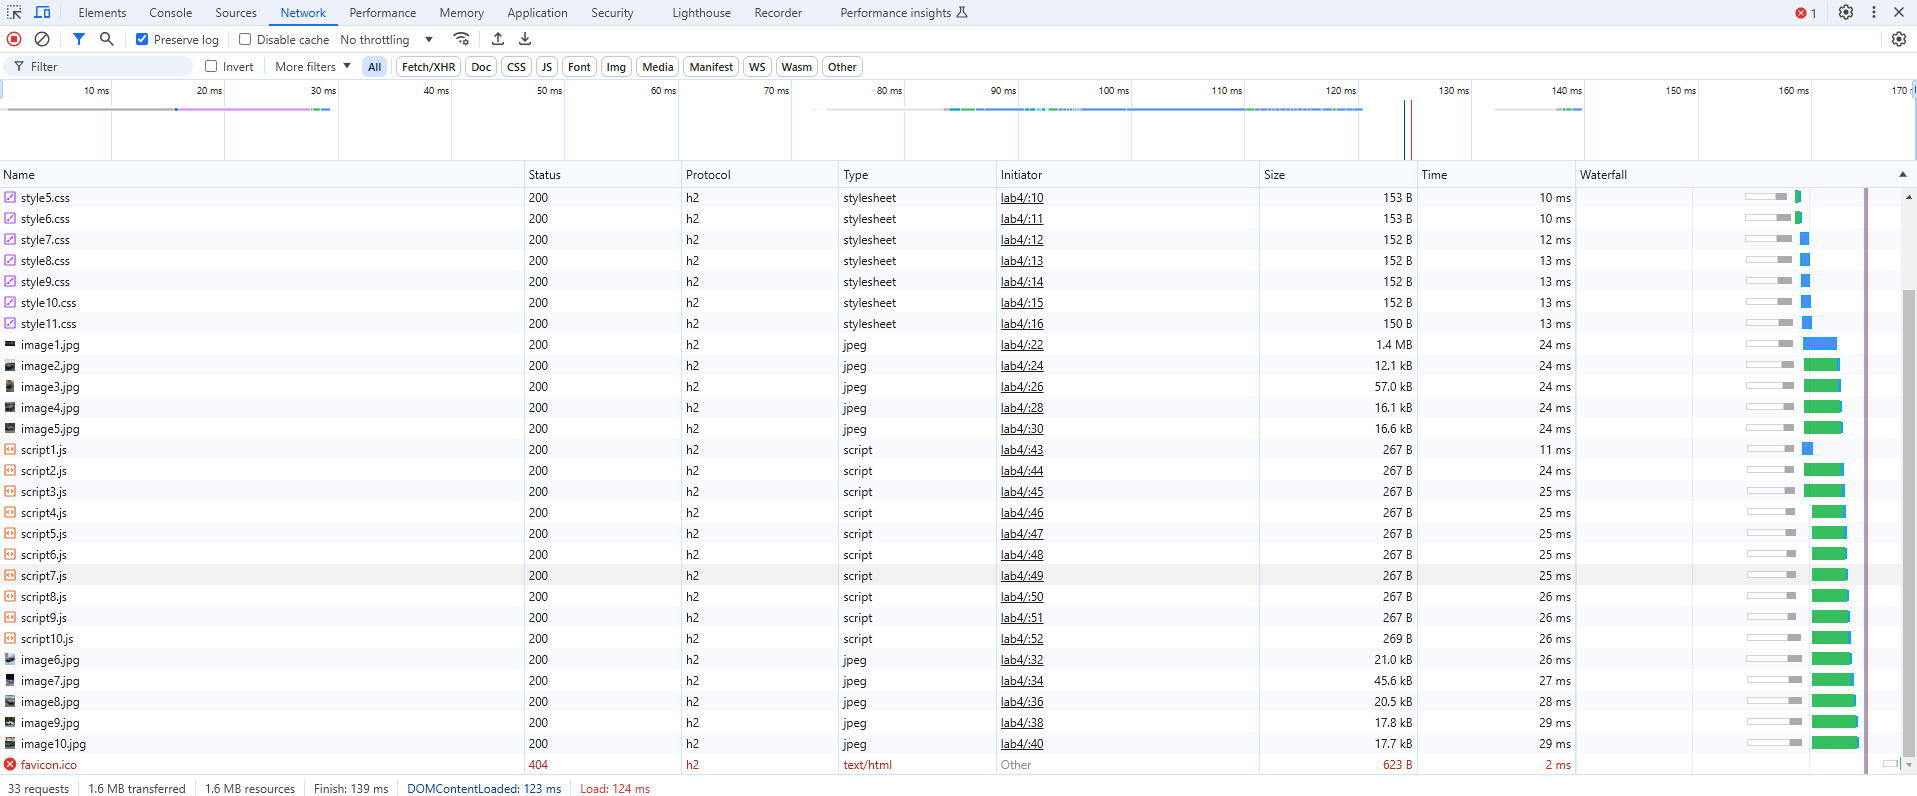 Elements Console Sources Network Performance Memory Application Security Lighthouse Recorder Performance insights 1
Preserve log Disable cache No throttling
Filter Invert More filters All Fetch/XHR Doc CSS JS Font Img Media Manifest WS Wasm Other
10 ms 20 ms 30 ms 40 ms 50 ms 60 ms 70 ms 80 ms 90 ms 100 ms 110 ms 120 ms 130 ms 140 ms 150 ms 160 ms 170
Name Status Protocol Type Initiator Size Time Waterfall
style5.css 200 h2 stylesheet lab4/:10 153 B 10 ms
style6.css 200 h2 stylesheet lab4/:11 153 B 10 ms
style7.css 200 h2 stylesheet lab4/:12 152 B 12 ms
style8.css 200 h2 stylesheet lab4/:13 152 B 13 ms
style9.css 200 h2 stylesheet lab4/:14 152 B 13 ms
style10.css 200 h2 stylesheet lab4/:15 152 B 13 ms
style11.css 200 h2 stylesheet lab4/:16 150 B 13 ms
image1.jpg 200 h2 jpeg lab4/:22 1.4 MB 24 ms
image2.jpg 200 h2 jpeg lab4/:24 12.1 kB 24 ms
image3.jpg 200 h2 jpeg lab4/:26 57.0 kB 24 ms
image4.jpg 200 h2 jpeg lab4/:28 16.1 kB 24 ms
image5.jpg 200 h2 jpeg lab4/:30 16.6 kB 24 ms
script1.js 200 h2 script lab4/:43 267 B 11 ms
script2.js 200 h2 script lab4/:44 267 B 24 ms
script3.js 200 h2 script lab4/:45 267 B 25 ms
script4.js 200 h2 script lab4/:46 267 B 25 ms
script5.js 200 h2 script lab4/:47 267 B 25 ms
script6.js 200 h2 script lab4/:48 267 B 25 ms
script7.js 200 h2 script lab4/:49 267 B 25 ms
script8.js 200 h2 script lab4/:50 267 B 26 ms
script9.js 200 h2 script lab4/:51 267 B 26 ms
script10.js 200 h2 script lab4/:52 269 B 26 ms
image6.jpg 200 h2 jpeg lab4/:32 21.0 kB 26 ms
image7.jpg 200 h2 jpeg lab4/:34 45.6 kB 27 ms
image8.jpg 200 h2 jpeg lab4/:36 20.5 kB 28 ms
image9.jpg 200 h2 jpeg lab4/:38 17.8 kB 29 ms
image10.jpg 200 h2 jpeg lab4/:40 17.7 kB 29 ms
favicon.ico 404 h2 text/html Other 623 B 2 ms
33 requests 1.6 MB transferred 1.6 MB resources Finish: 139 ms DOMContentLoaded: 123 ms Load: 124 ms